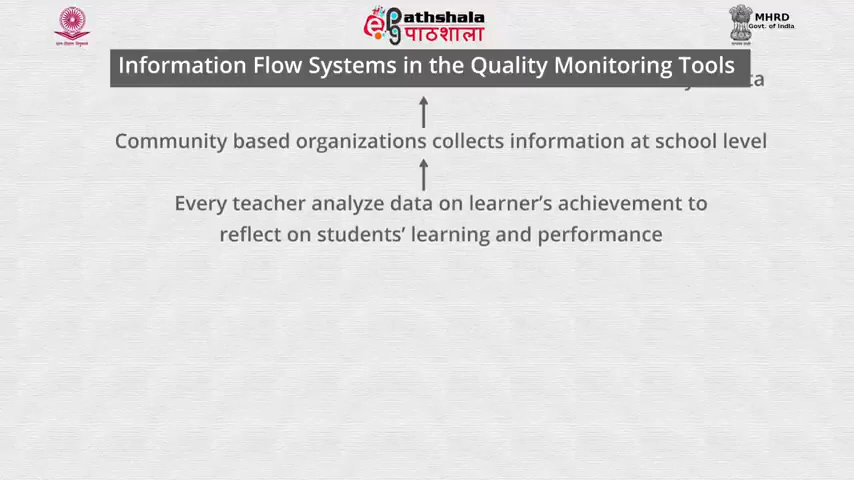 ePathshala
पाठशाला
MHRD
Govt. of India
Information Flow Systems in the Quality Monitoring Tools
Community based organizations collects information at school level
Every teacher analyze data on learner's achievement to
reflect on students' learning and performance